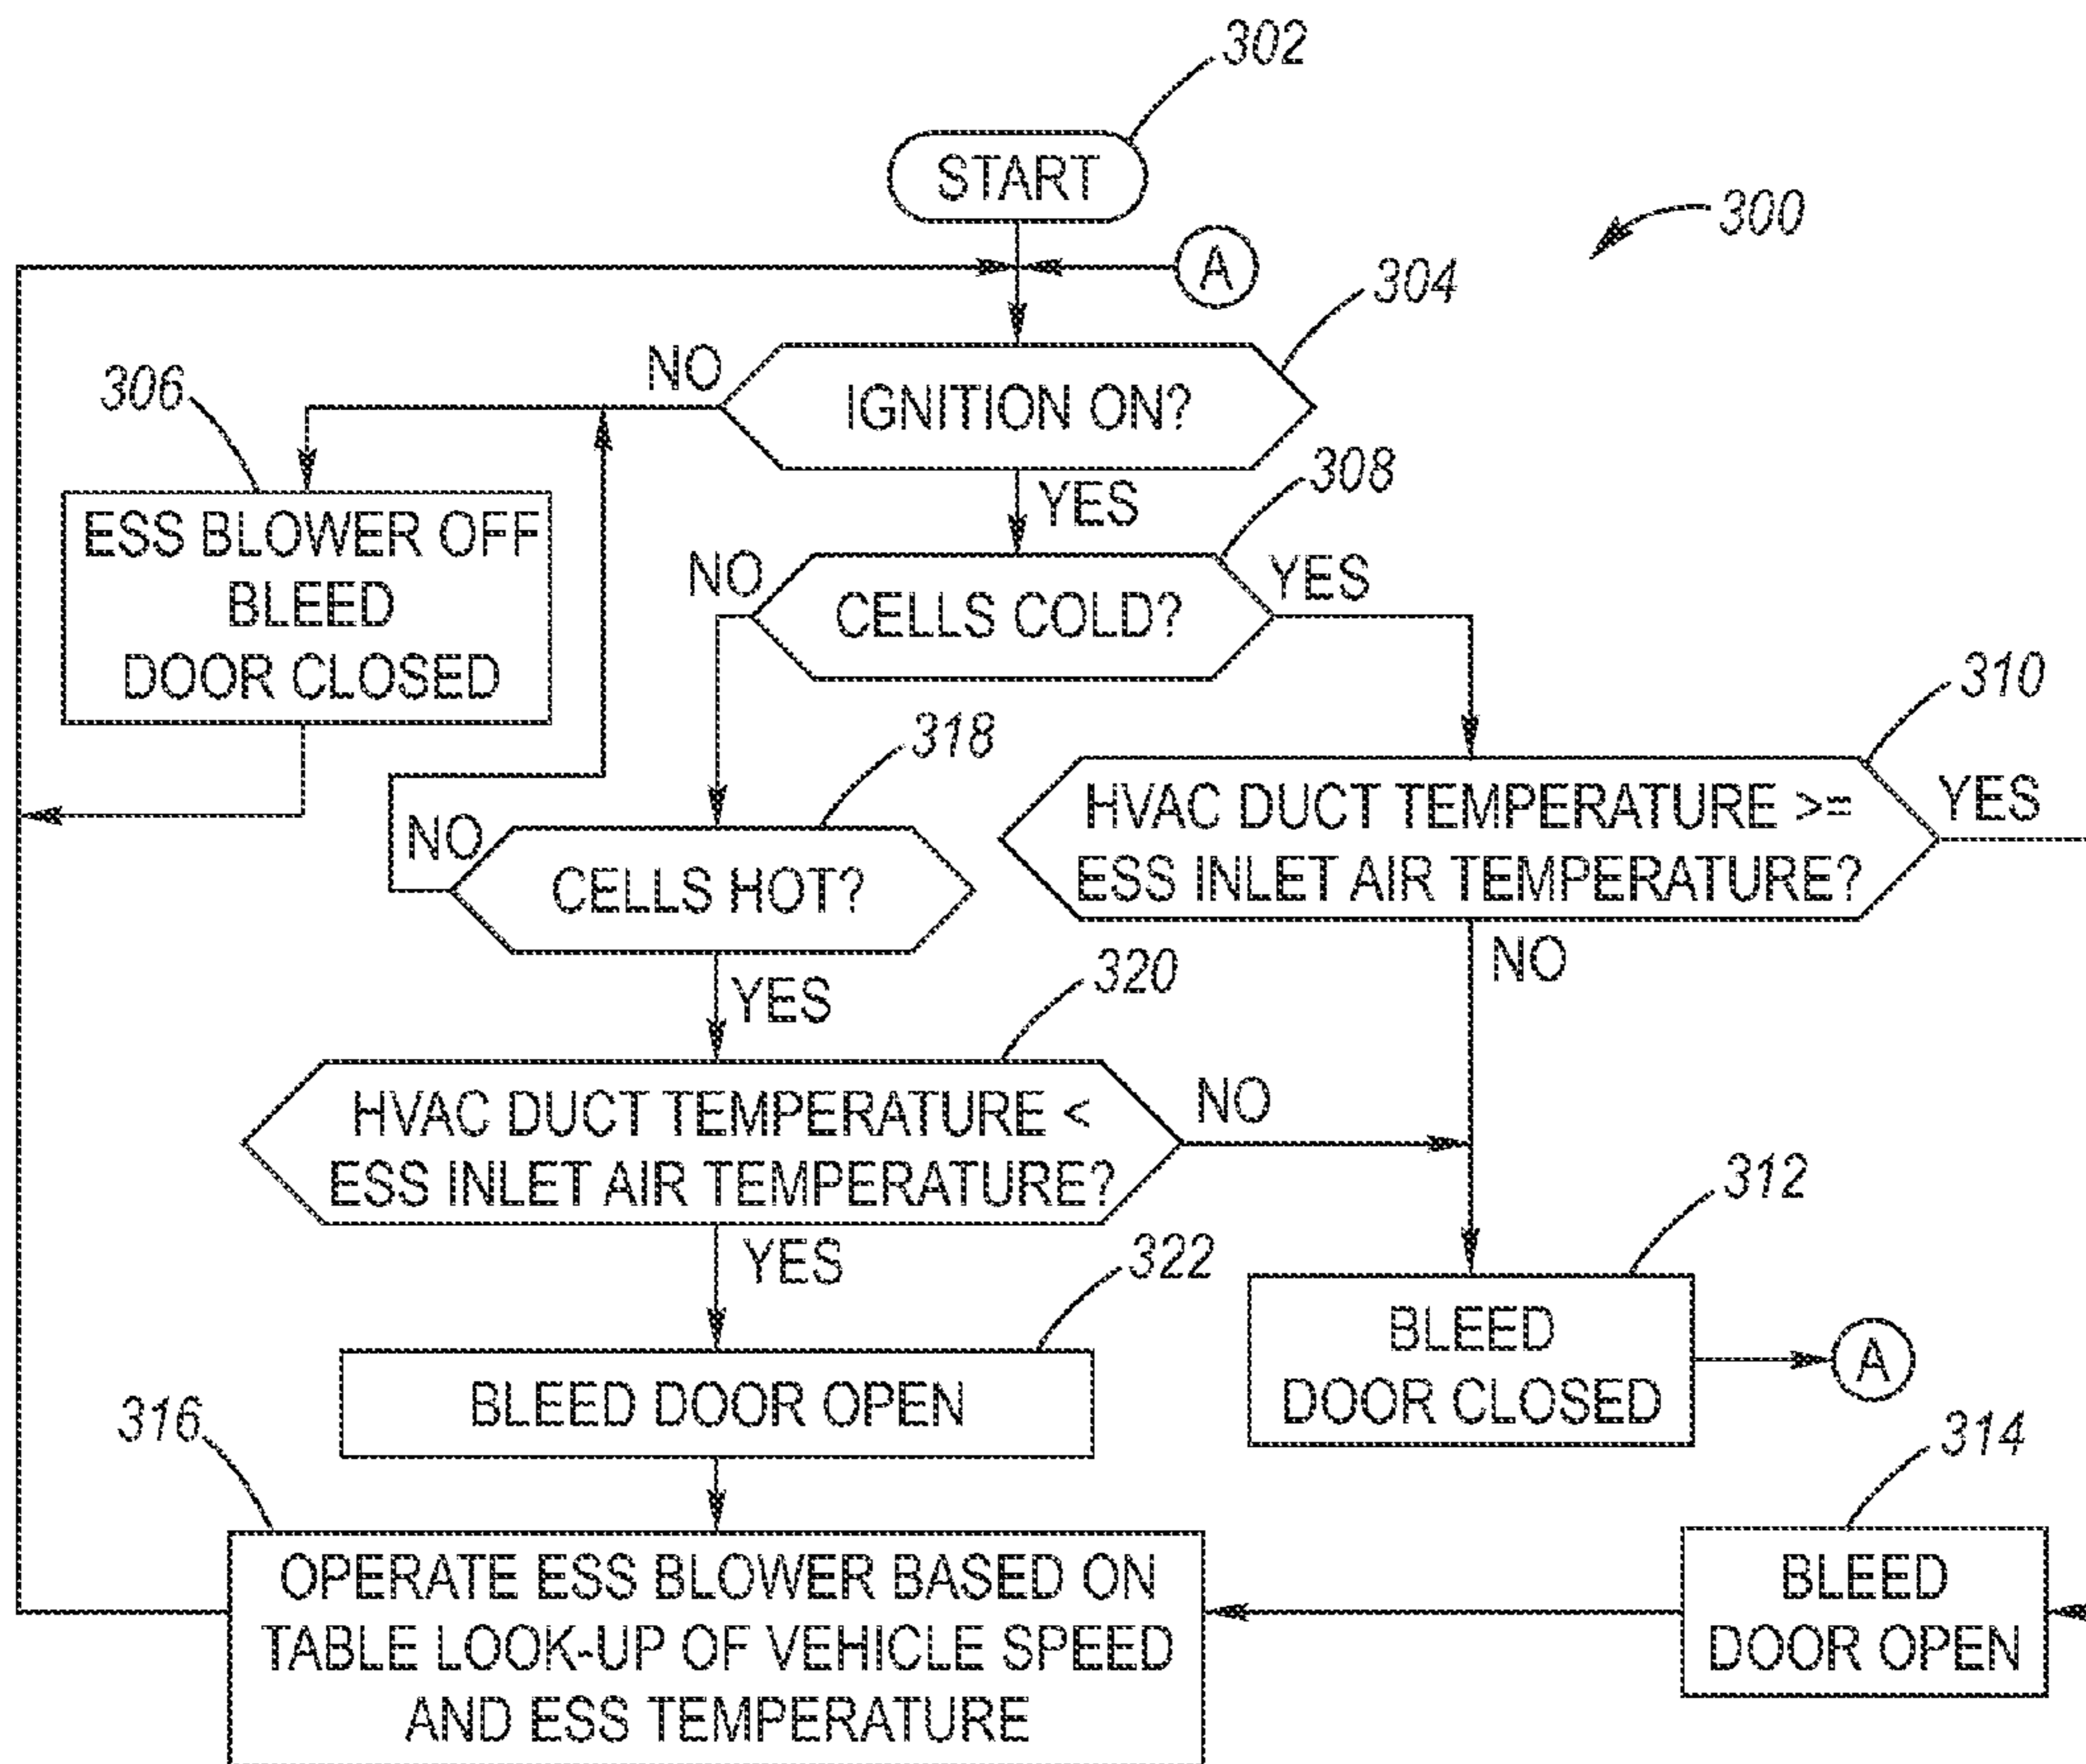 302
START
300
A
304
NO
IGNITION ON?
306
YES
308
ESS BLOWER OFF
BLEED
DOOR CLOSED
NO
CELLS COLD?
YES
310
318
HVAC DUCT TEMPERATURE >=
ESS INLET AIR TEMPERATURE?
YES
NO
CELLS HOT?
NO
YES
320
HVAC DUCT TEMPERATURE <
ESS INLET AIR TEMPERATURE?
NO
312
YES
322
BLEED
DOOR CLOSED
A
BLEED DOOR OPEN
316
314
OPERATE ESS BLOWER BASED ON
TABLE LOOK-UP OF VEHICLE SPEED
AND ESS TEMPERATURE
BLEED
DOOR OPEN